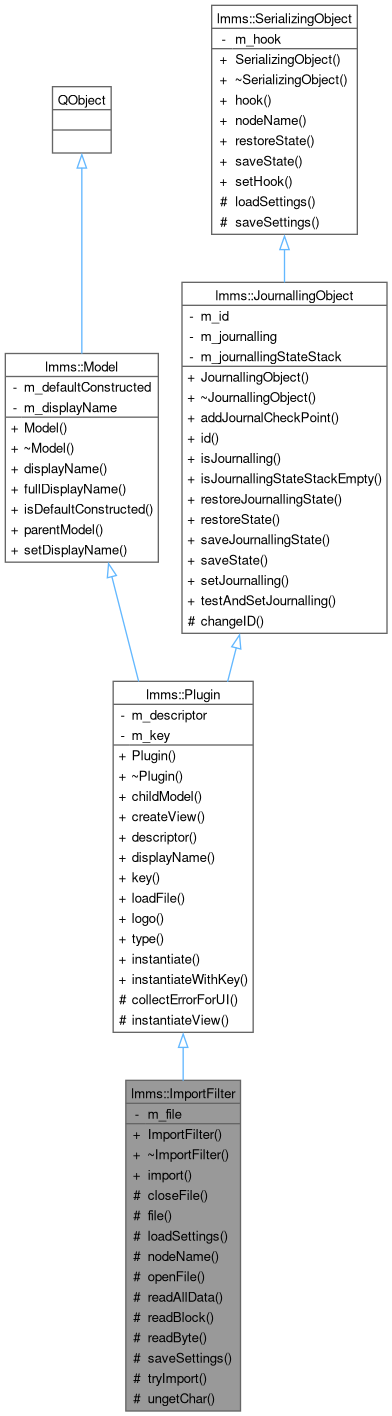 lmms::SerializingObject
- m_hook
+ SerializingObject()
+ ~SerializingObject()
+ hook()
+ nodeName()
+ restoreState()
+ saveState()
+ setHook()
# loadSettings()
# saveSettings()
QObject
lmms::JournallingObject
- m_id
- m_journalling
- m_journallingStateStack
+ JournallingObject()
+ ~JournallingObject()
+ addJournalCheckPoint()
+ id()
+ isJournalling()
+ isJournallingStateStackEmpty()
+ restoreJournallingState()
+ restoreState()
+ saveJournallingState()
+ saveState()
+ setJournalling()
+ testAndSetJournalling()
# changeID()
lmms::Model
- m_defaultConstructed
- m_displayName
+ Model()
+ ~Model()
+ displayName()
+ fullDisplayName()
+ isDefaultConstructed()
+ parentModel()
+ setDisplayName()
lmms::Plugin
- m_descriptor
- m_key
+ Plugin()
+ ~Plugin()
+ childModel()
+ createView()
+ descriptor()
+ displayName()
+ key()
+ loadFile()
+ logo()
+ type()
+ instantiate()
+ instantiateWithKey()
# collectErrorForUI()
# instantiateView()
lmms::ImportFilter
- m_file
+ ImportFilter()
+ ~ImportFilter()
+ import()
# closeFile()
# file()
# loadSettings()
# nodeName()
# openFile()
# readAllData()
# readBlock()
# readByte()
# saveSettings()
# tryImport()
# ungetChar()